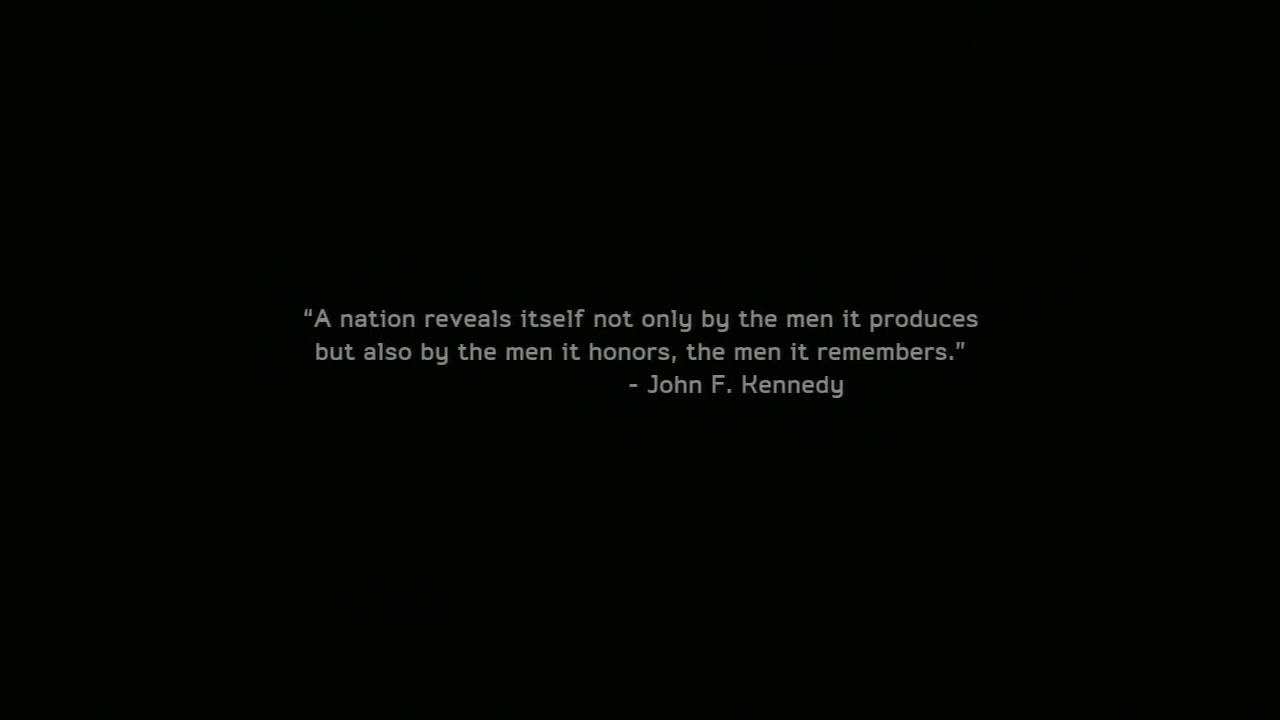 “A nation reveals itself not only by the men it produces
but also by the men it honors, the men it remembers.”
- John F. Kennedy